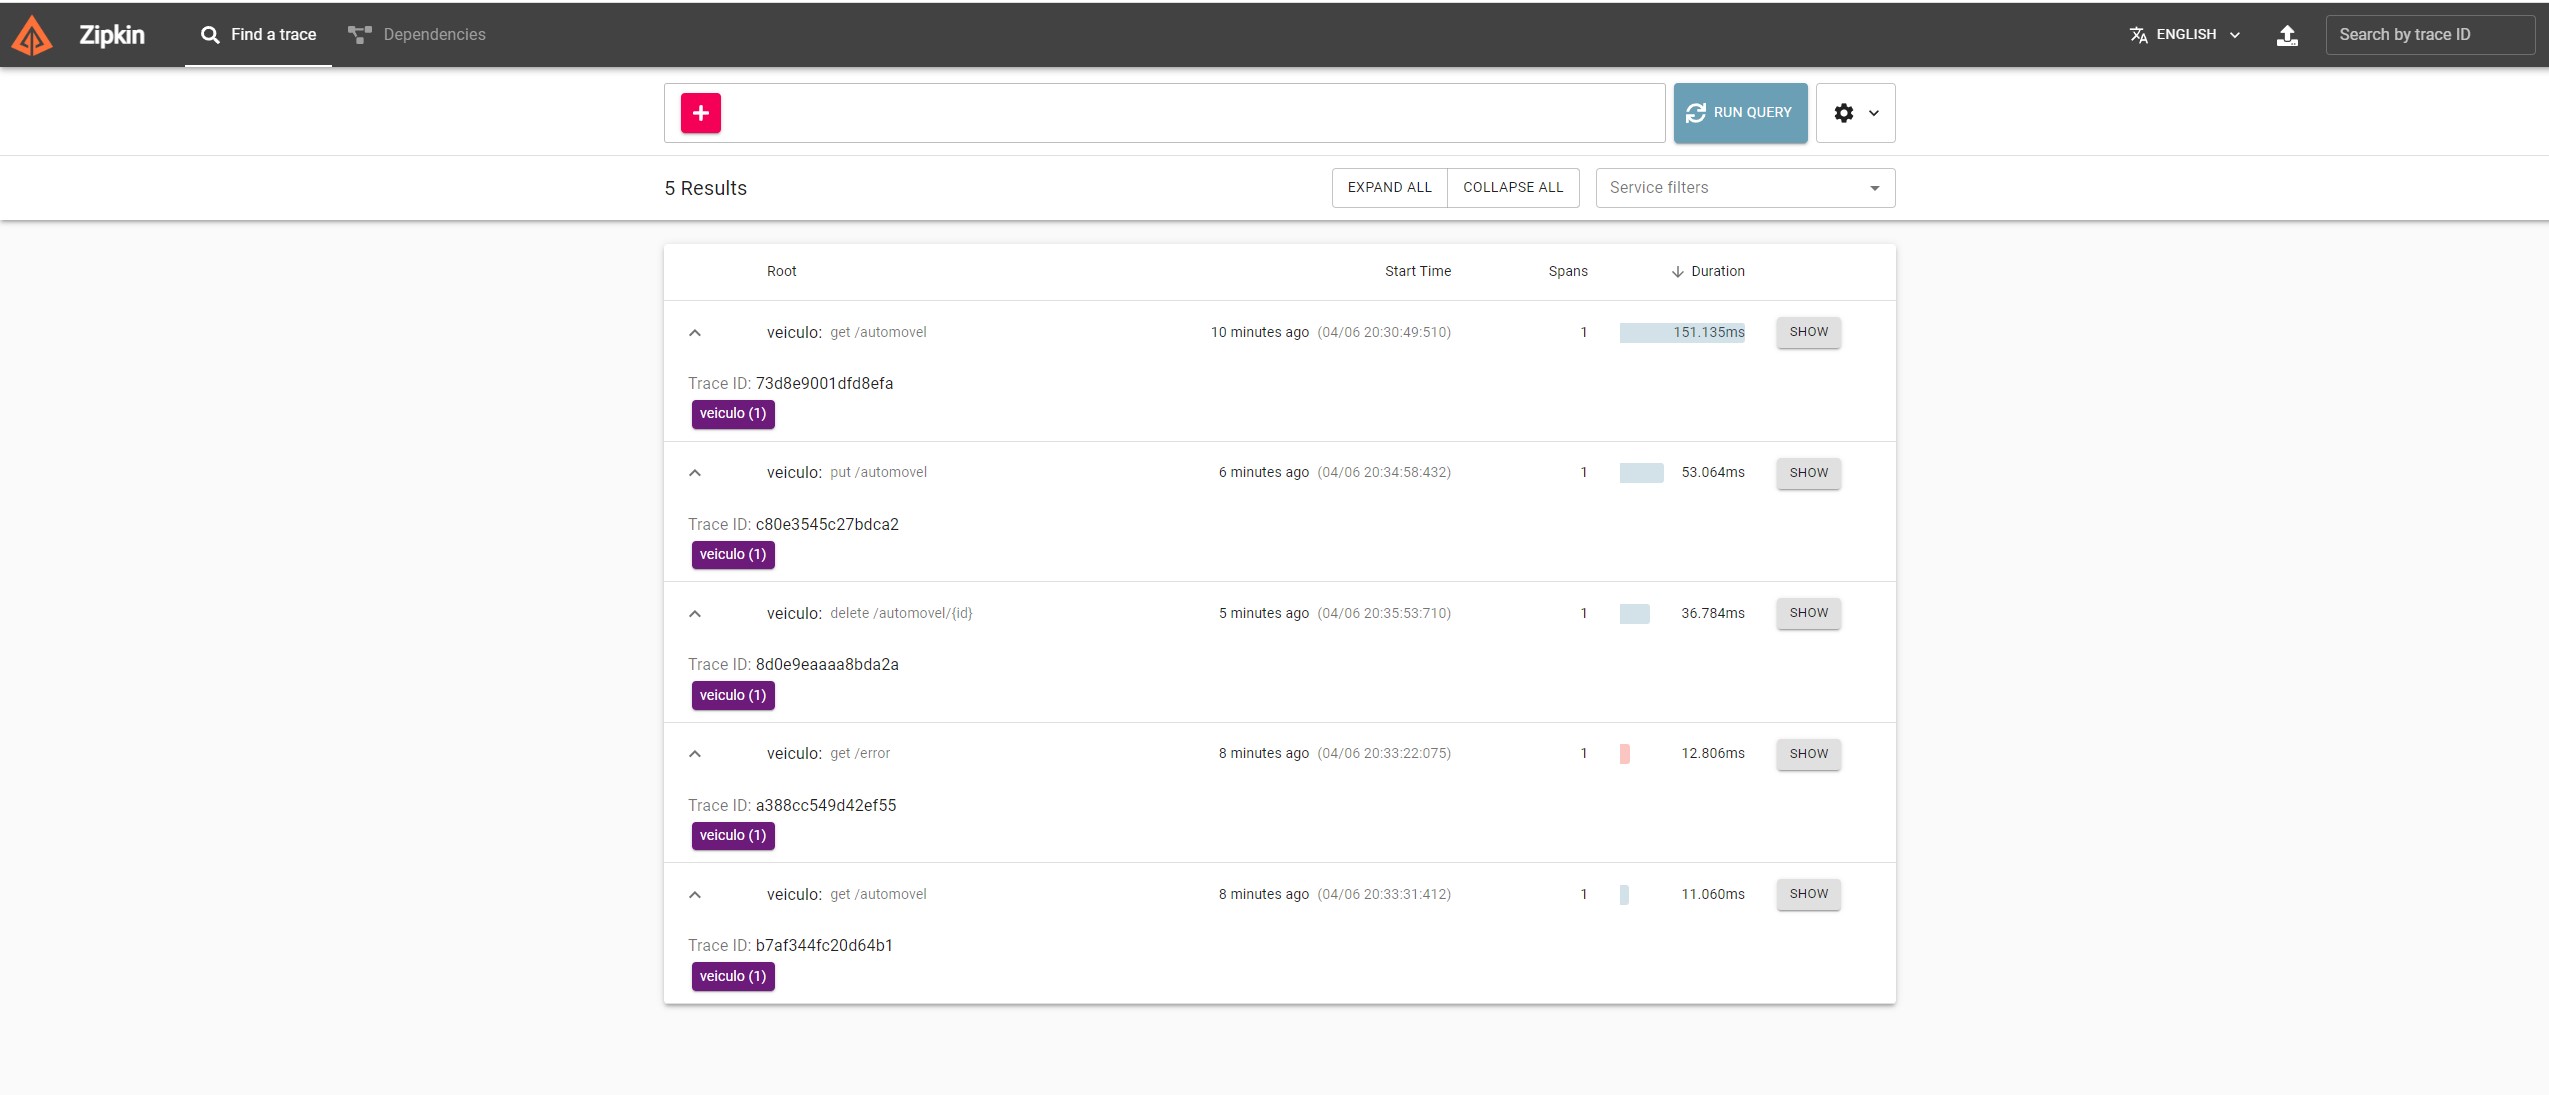 Zipkin Find a trace Dependencies ENGLISH Search by trace ID
RUN QUERY
5 Results EXPAND ALL COLLAPSE ALL Service filters
Root Start Time Spans Duration
veiculo: get /automovel 10 minutes ago (04/06 20:30:49:510) 1 151.135ms SHOW
Trace ID: 73d8e9001dfd8efa
veiculo (1)
veiculo: put /automovel 6 minutes ago (04/06 20:34:58:432) 1 53.064ms SHOW
Trace ID: c80e3545c27bdca2
veiculo (1)
veiculo: delete /automovel/{id} 5 minutes ago (04/06 20:35:53:710) 1 36.784ms SHOW
Trace ID: 8d0e9eaaaa8bda2a
veiculo (1)
veiculo: get /error 8 minutes ago (04/06 20:33:22:075) 1 12.806ms SHOW
Trace ID: a388cc549d42ef55
veiculo (1)
veiculo: get /automovel 8 minutes ago (04/06 20:33:31:412) 1 11.060ms SHOW
Trace ID: b7af344fc20d64b1
veiculo (1)